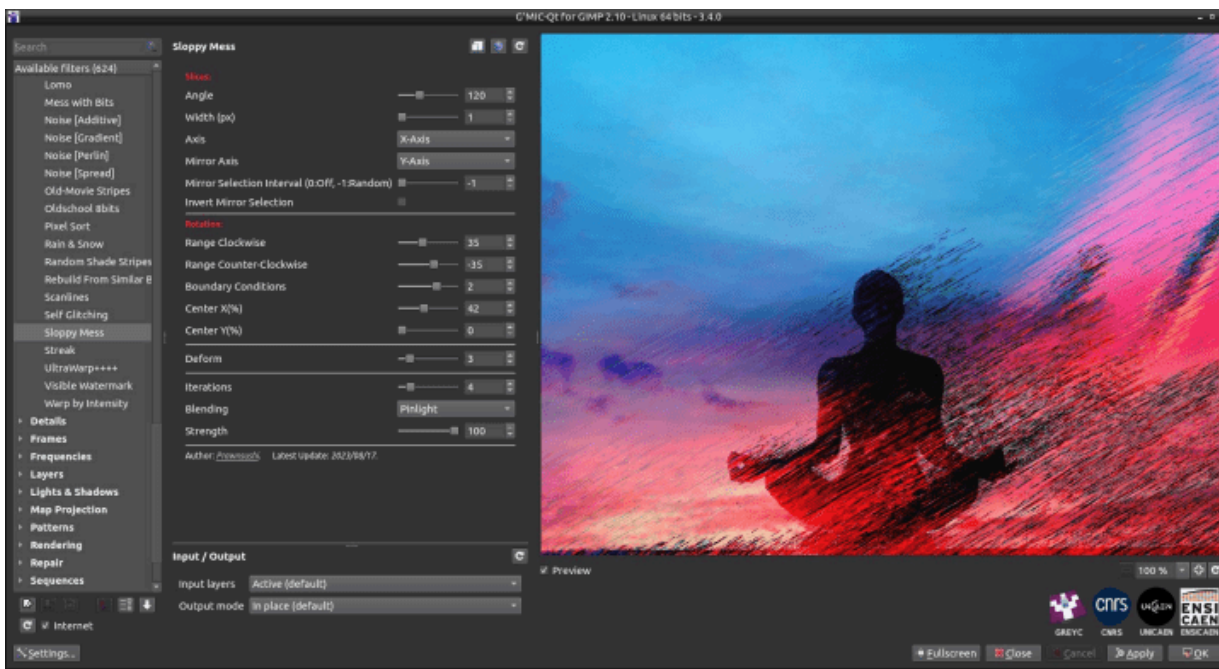 G'MIC-Qt for GIMP 2.10 - Linux 64 bits - 3.4.0
Search
Available filters (624)
Lomo
Mess with Bits
Noise [Additive]
Noise [Gradient]
Noise [Perlin]
Noise [Spread]
Old-Movie Stripes
Oldschool 8bits
Pixel Sort
Rain & Snow
Random Shade Stripes
Rebuild From Similar B
Scanlines
Self Glitching
Sloppy Mess
Streak
UltraWarp++++
Visible Watermark
Warp by Intensity
Details
Frames
Frequencies
Layers
Lights & Shadows
Map Projection
Patterns
Rendering
Repair
Sequences
Internet
Settings...
Sloppy Mess
Angle 120
Width (px) 1
Axis X-Axis
Mirror Axis Y-Axis
Mirror Selection Interval (0:Off, -1:Random) -1
Invert Mirror Selection
Rotation:
Range Clockwise 35
Range Counter-Clockwise -35
Boundary Conditions 2
Center X(%) 42
Center Y(%) 0
Deform 3
Iterations 4
Blending Pinlight
Strength 100
Author: Prawnsushi. Latest Update: 2023/08/17.
Input / Output
Input layers Active (default)
Output mode In place (default)
Preview
100 %
GREYC
cnrs
CNRS
UNICAEN
UNICAEN
ENSI
CAEN
ENSICAEN
Fullscreen
Close
Cancel
Apply
OK